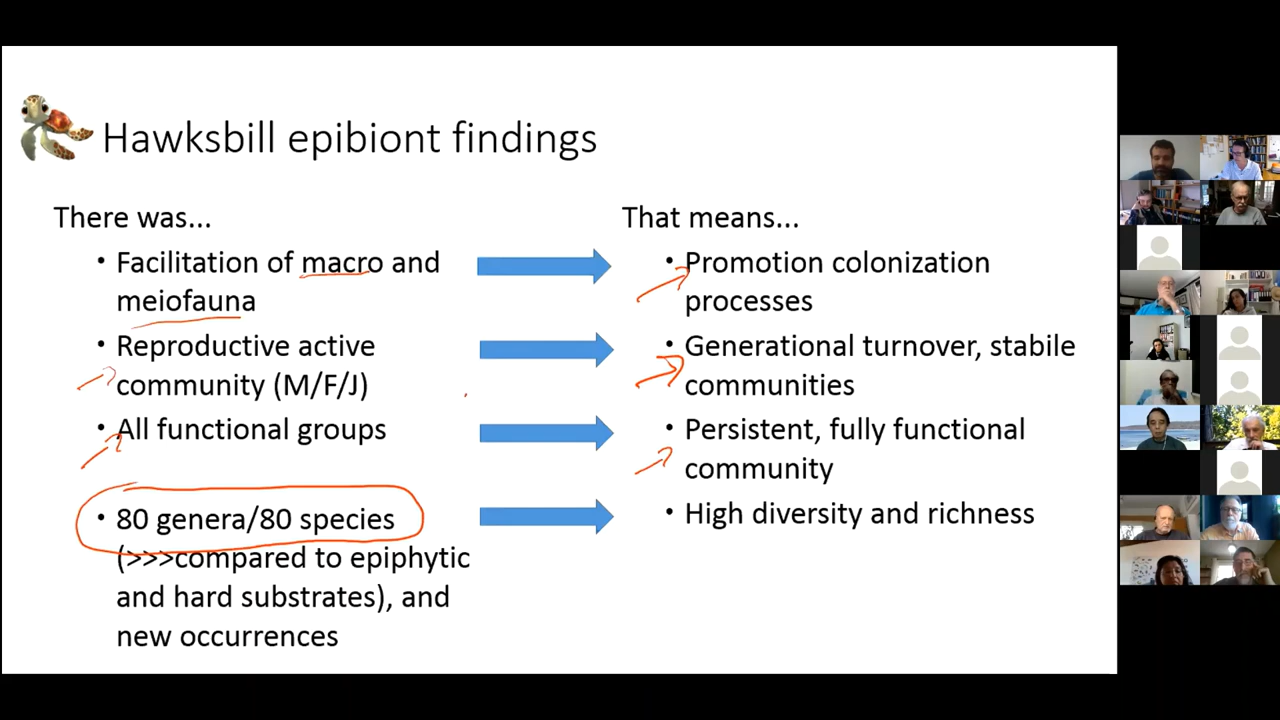 Hawksbill epibiont findings
There was...
• Facilitation of macro and
meiofauna
• Reproductive active
community (M/F/J)
• All functional groups
• 80 genera/80 species
(>>>compared to epiphytic
and hard substrates), and
new occurrences
That means...
• Promotion colonization
processes
• Generational turnover, stabile
communities
• Persistent, fully functional
community
• High diversity and richness